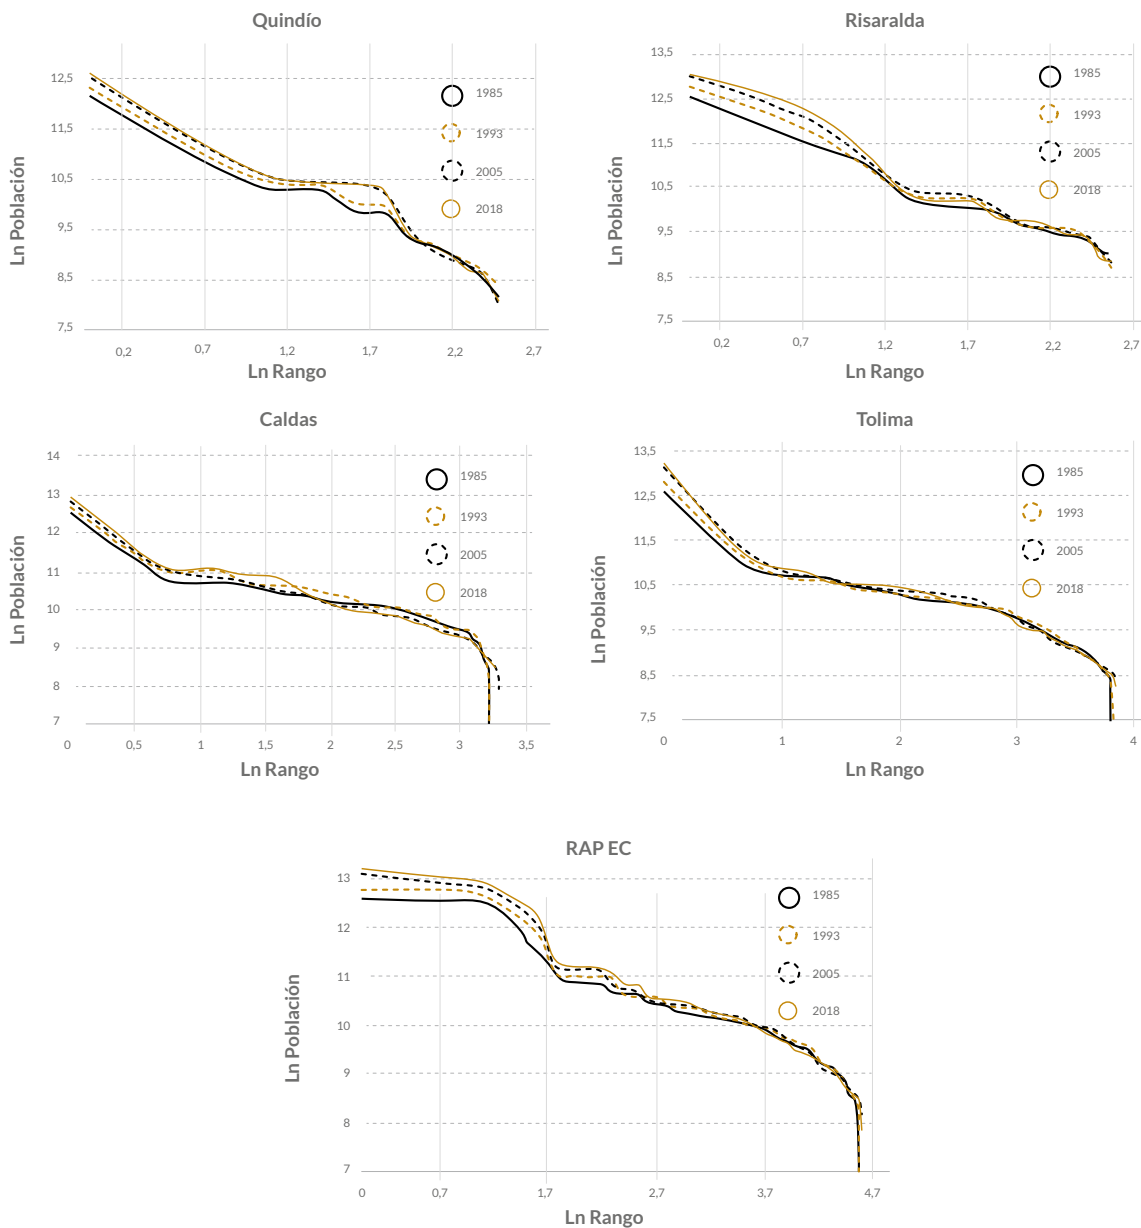 Quindío
12,5
11,5
10,5
9,5
8,5
7,5
Ln Población
0,2 0,7 1,2 1,7 2,2 2,7
Ln Rango
1985
1993
2005
2018
Risaralda
13,5
12,5
11,5
10,5
9,5
8,5
7,5
Ln Población
0,2 0,7 1,2 1,7 2,2 2,7
Ln Rango
1985
1993
2005
2018
Caldas
14
13
12
11
10
9
8
7
Ln Población
0 0,5 1 1,5 2 2,5 3 3,5
Ln Rango
1985
1993
2005
2018
Tolima
13,5
12,5
11,5
10,5
9,5
8,5
7,5
Ln Población
0 1 2 3 4
Ln Rango
1985
1993
2005
2018
RAP EC
13
12
11
10
9
8
7
Ln Población
0 0,7 1,7 2,7 3,7 4,7
Ln Rango
1985
1993
2005
2018